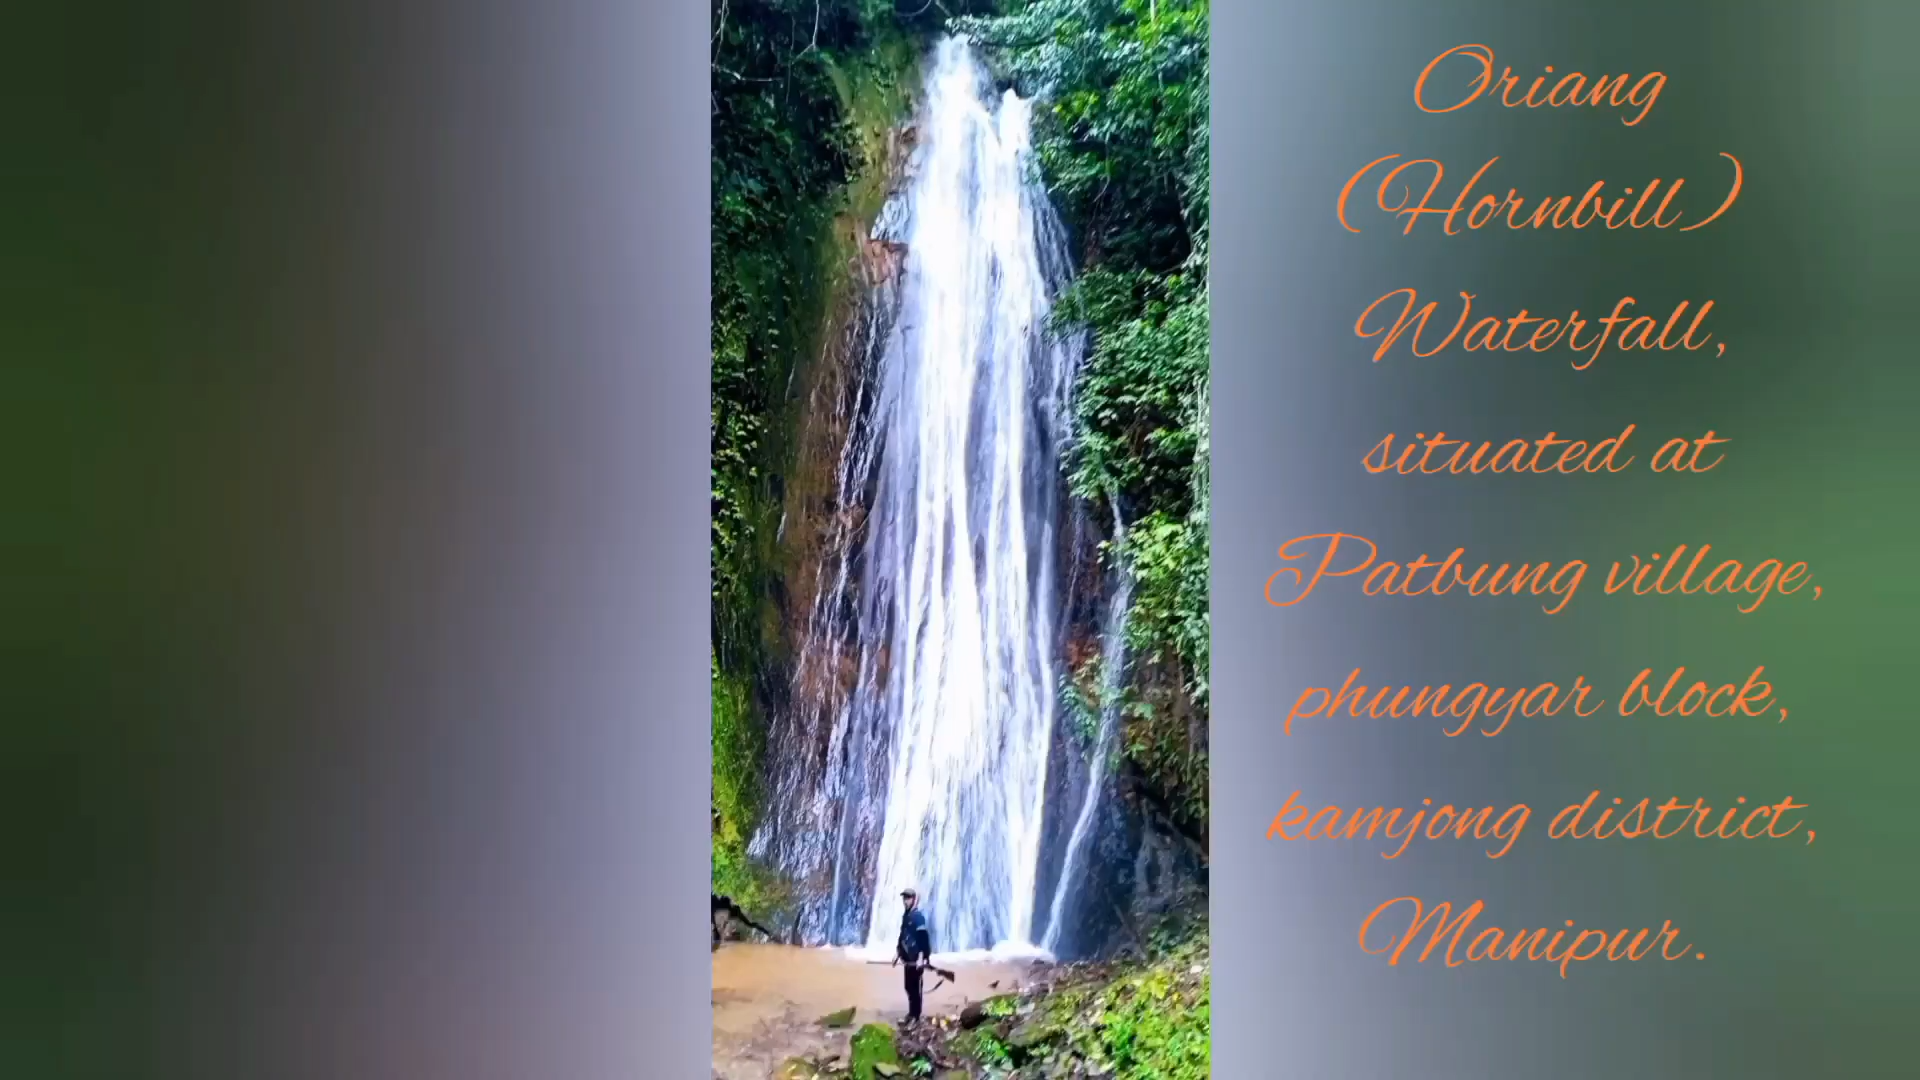 Oriang
(Hornbill)
Waterfall,
situated at
Patbung village,
phungyar block,
kamjong district,
Manipur.